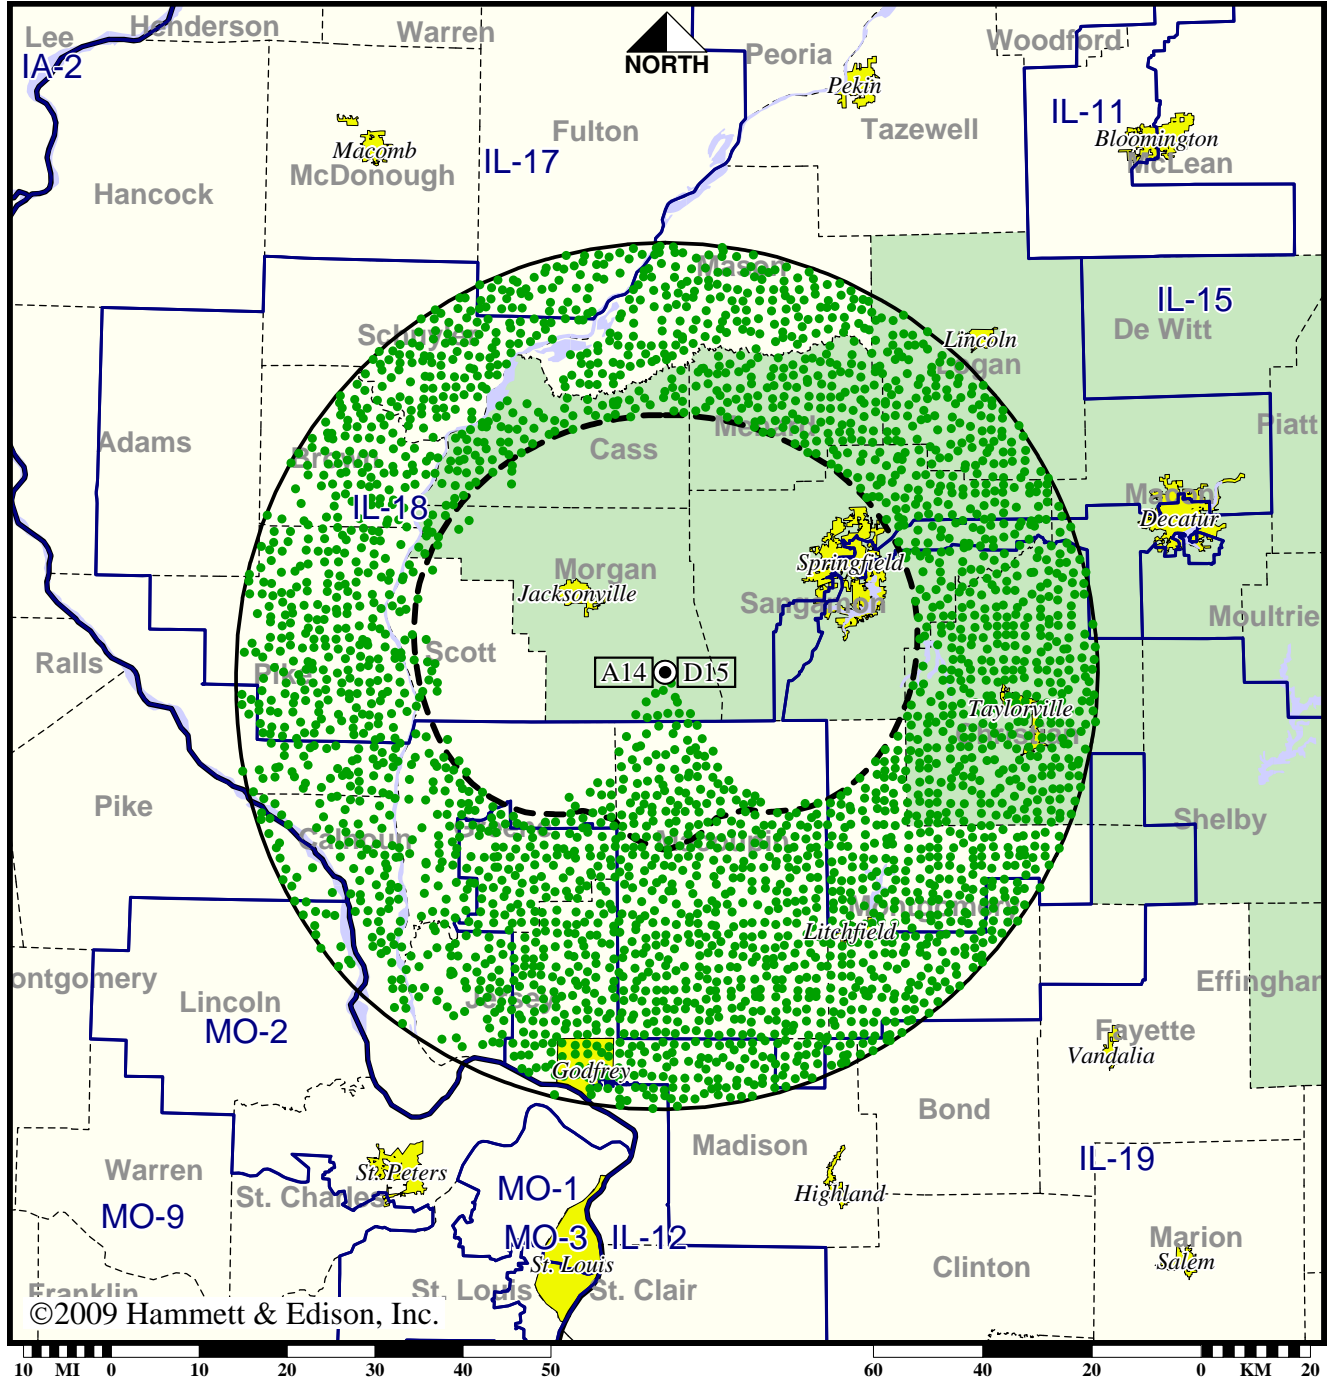 Henderson
Lee
Warren
Peoria
Woodford
IA-2
NORTH
Pekin
IL-11
Fulton
Tazewell
Bloomington
Macomb
IL-17
McLean
McDonough
Hancock
Mason
IL-15
Schuyler
De Witt
Lincoln
Logan
Adams
Cass
Menard
Piatt
Brown
Macon
IL-18
Decatur
Springfield
Morgan
Jacksonville
Sangamon
Moultrie
Scott
Ralls
Pike
A14
D15
Taylorville
Christian
Pike
Shelby
Calhoun
Greene
Macoupin
Montgomery
Litchfield
ontgomery
Effinghar
Lincoln
Jersey
MO-2
Fayette
Vandalia
Godfrey
Bond
Madison
IL-19
Warren
St. Peters
MO-1
St. Charles
Highland
MO-9
MO-3
IL-12
Marion
St. Louis
Salem
Clinton
Franklin
St. Louis
St. Clair
©2009 Hammett & Edison, Inc.
10 MI 0 10 20 30 40 50 60 40 20 0 KM 20